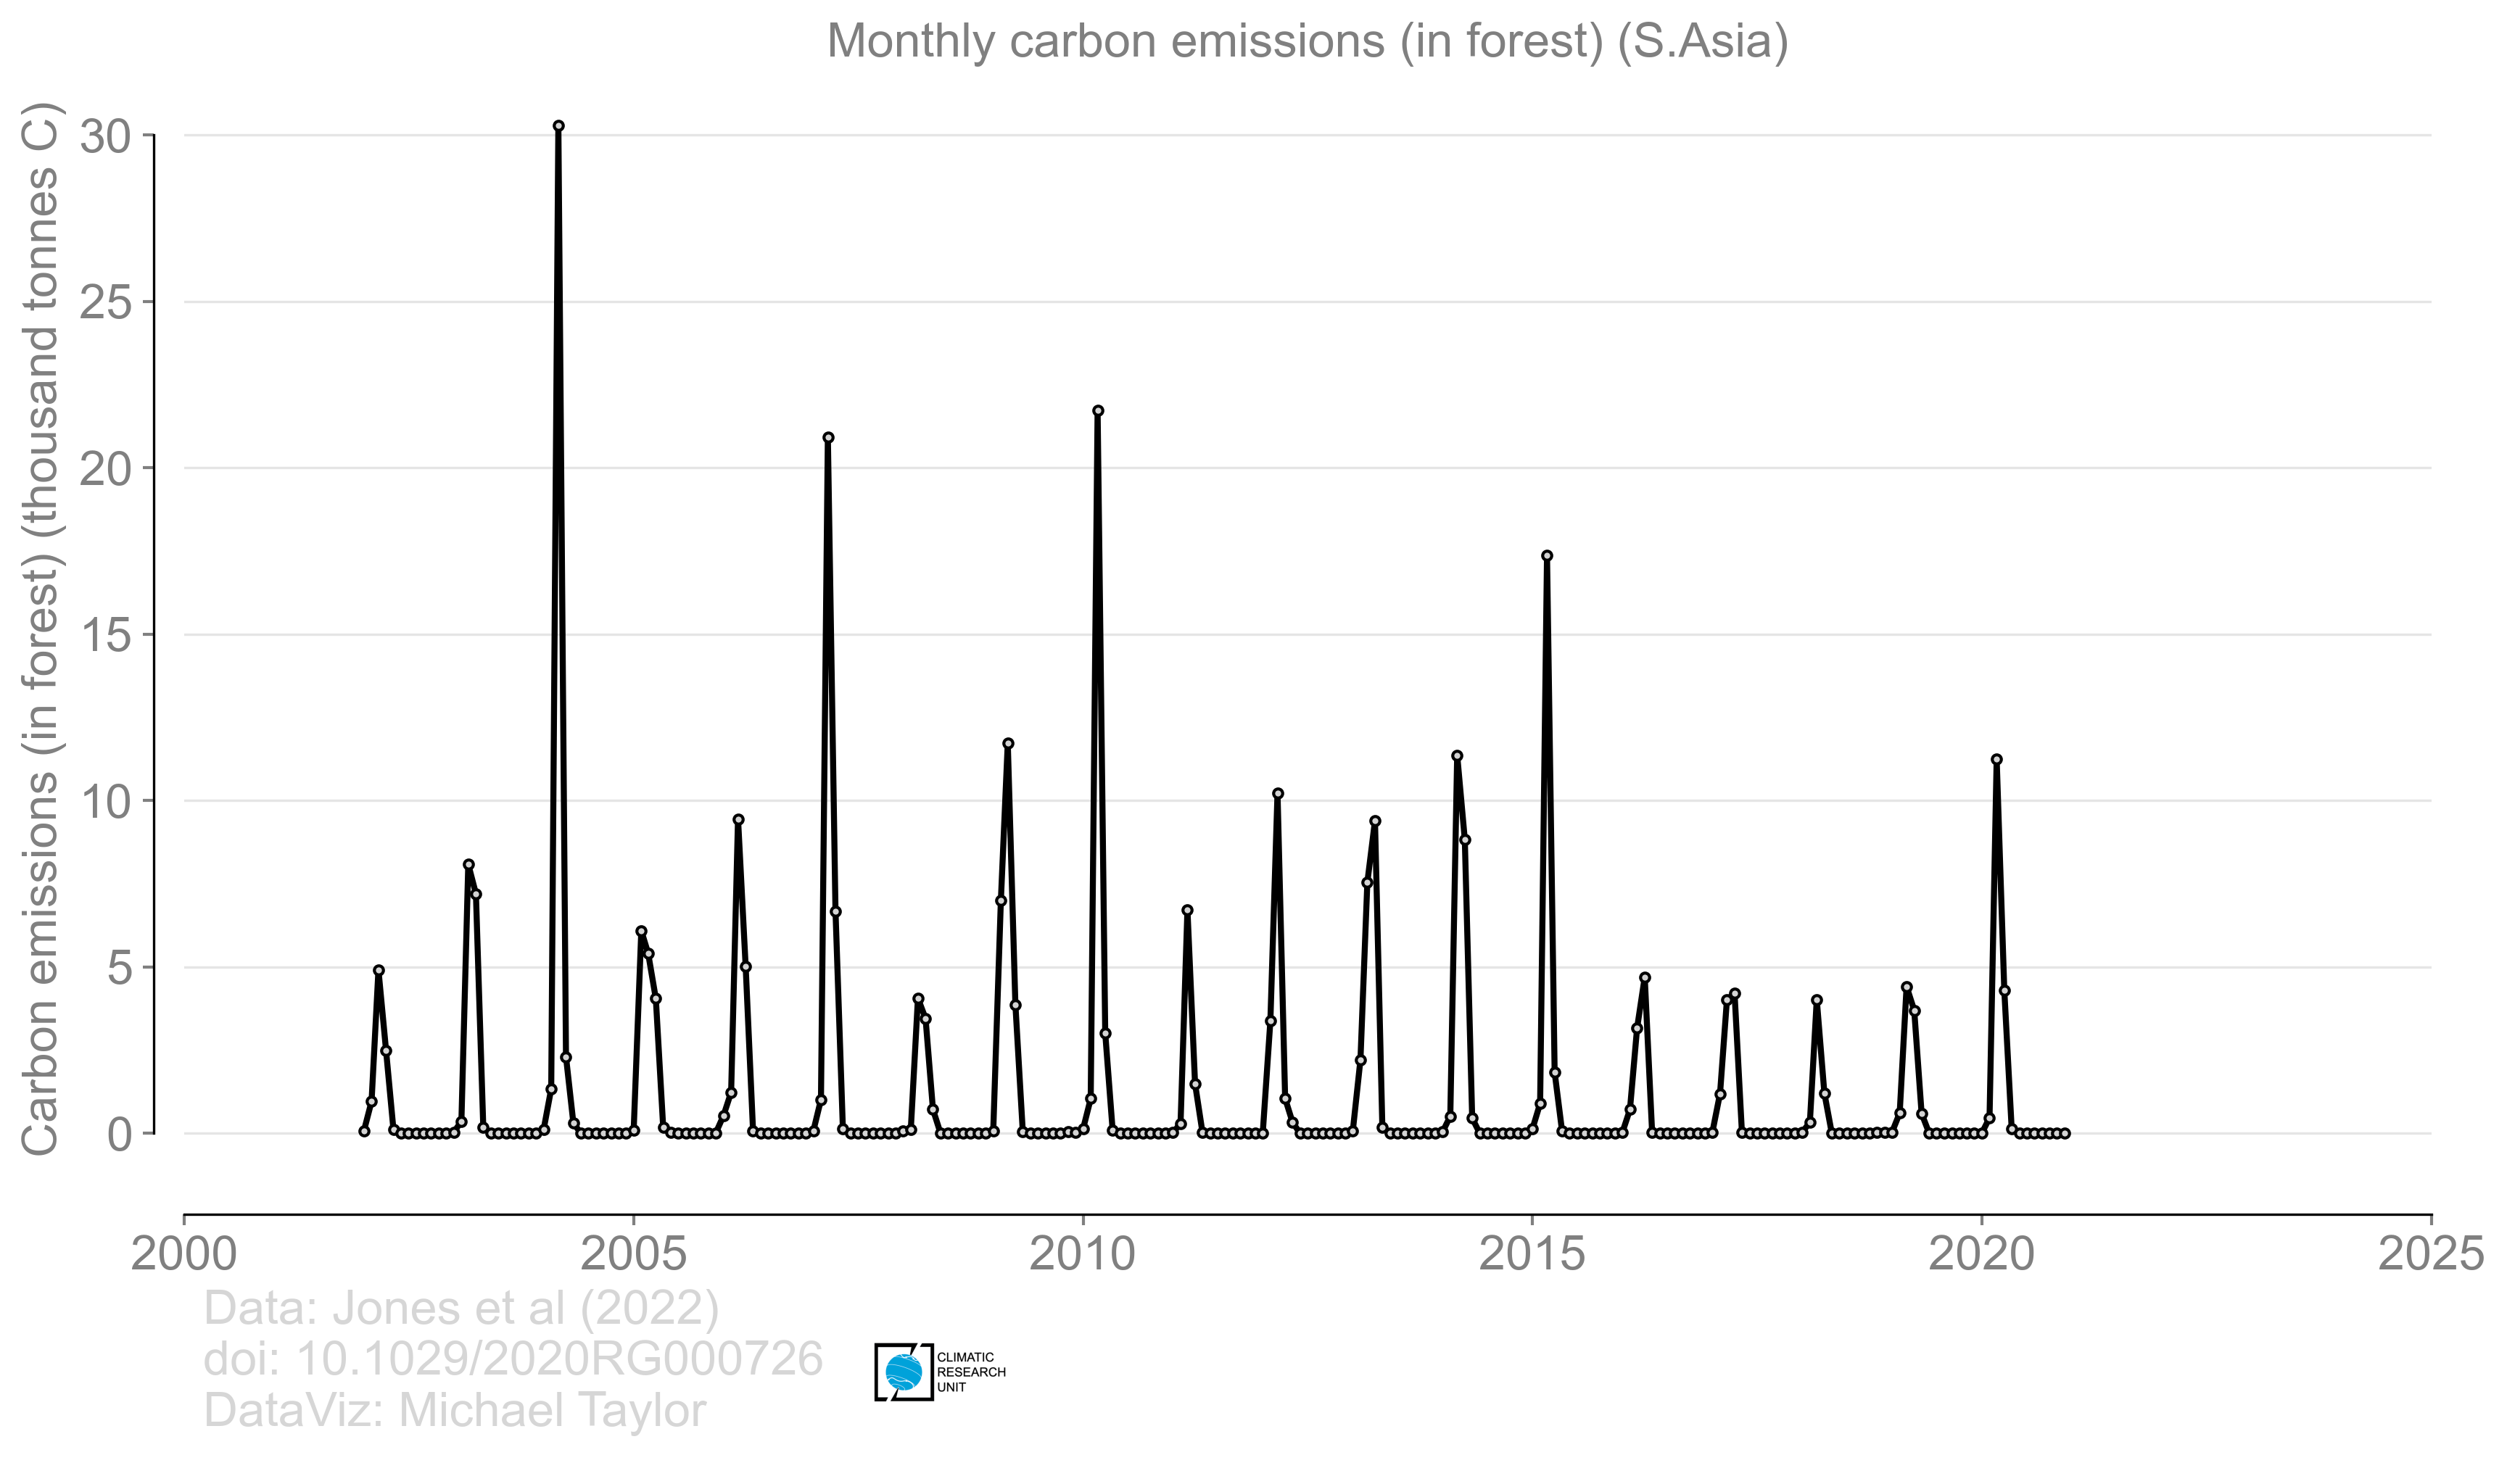 Monthly carbon emissions (in forest) (S.Asia)
Carbon emissions (in forest) (thousand tonnes C)
30
25
20
15
10
5
0
2000 2005 2010 2015 2020 2025
Data: Jones et al (2022)
doi: 10.1029/2020RG000726
DataViz: Michael Taylor
CLIMATIC
RESEARCH
UNIT